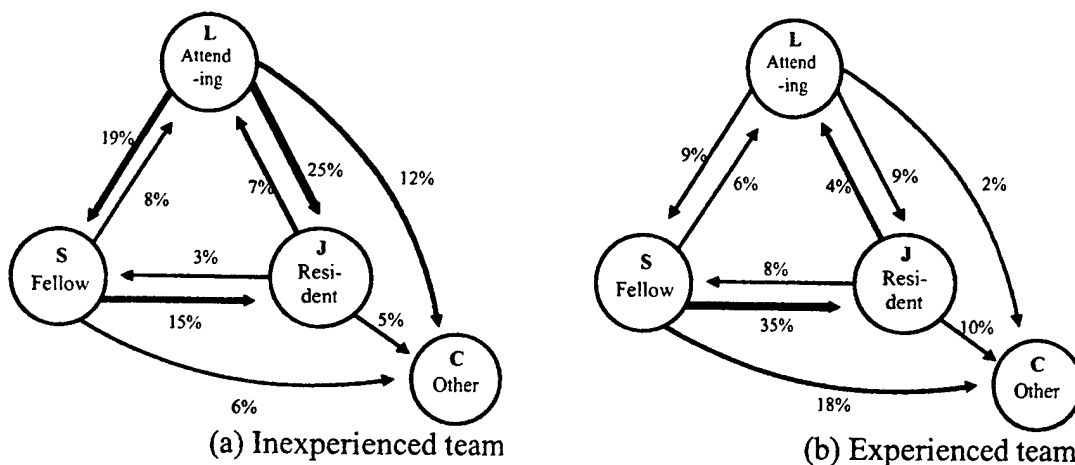 L
Attend
-ing
19%
8%
7%
25%
12%
S
Fellow
3%
15%
J
Resi-
dent
5%
C
Other
6%
(a) Inexperienced team
L
Attend
-ing
9%
6%
4%
9%
2%
S
Fellow
8%
35%
J
Resi-
dent
10%
C
Other
18%
(b) Experienced team